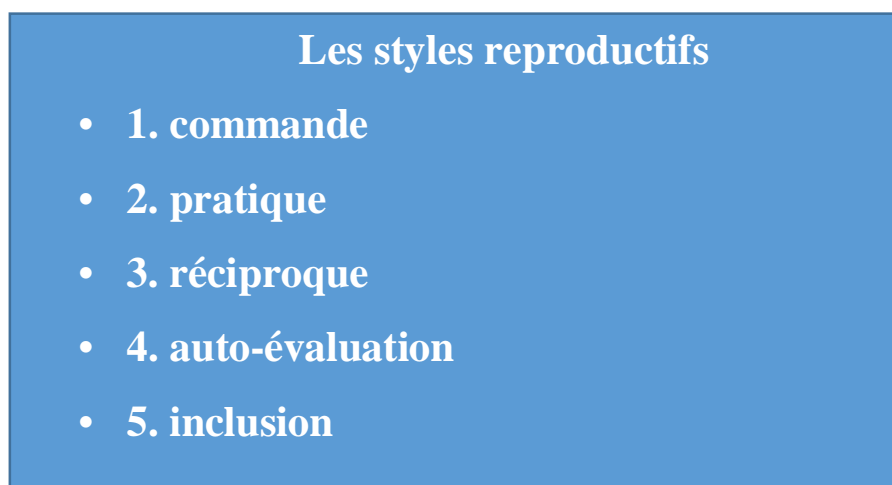 Les styles reproductifs
• 1. commande
• 2. pratique
• 3. réciproque
• 4. auto-évaluation
• 5. inclusion